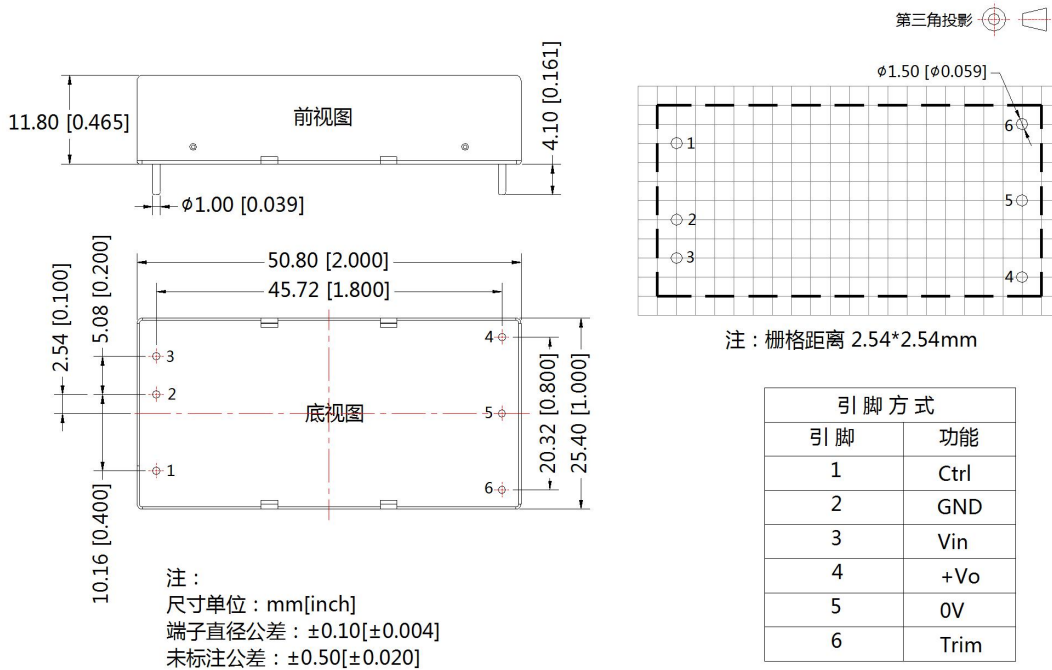 第三角投影
11.80 [0.465]
前视图
4.10 [0.161]
ϕ1.00 [0.039]
ϕ1.50 [ϕ0.059]
1
2
3
6
5
4
注：栅格距离 2.54*2.54mm
50.80 [2.000]
45.72 [1.800]
2.54 [0.100]
5.08 [0.200]
10.16 [0.400]
3
2
1
底视图
4
5
6
20.32 [0.800]
25.40 [1.000]
注：
尺寸单位：mm[inch]
端子直径公差：±0.10[±0.004]
未标注公差：±0.50[±0.020]
引脚方式
引脚 功能
1 Ctrl
2 GND
3 Vin
4 +Vo
5 0V
6 Trim